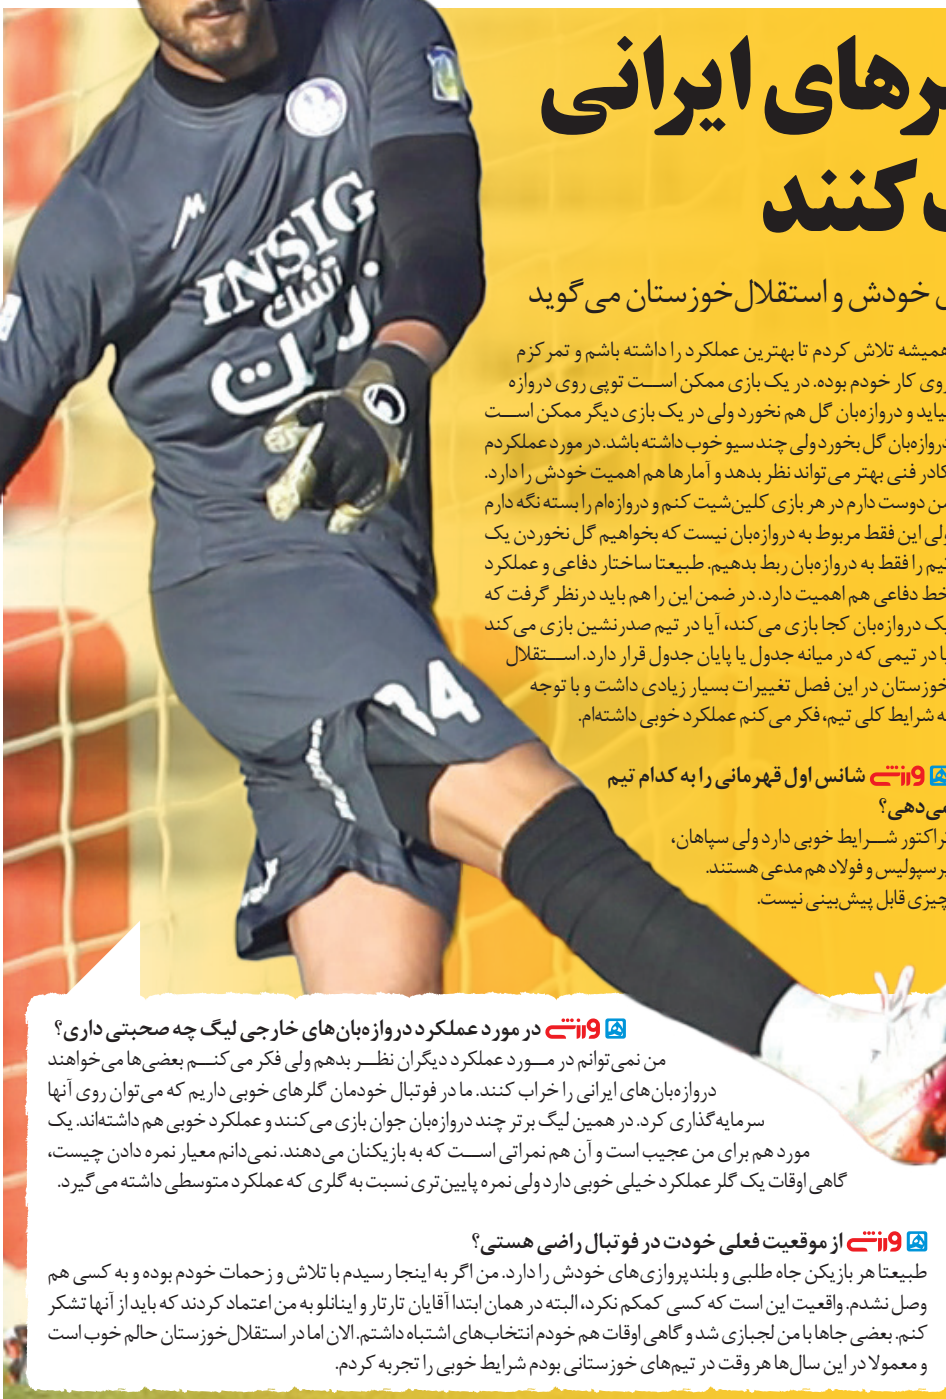 رهای ایرانی
کنند
خودش و استقلال خوزستان می‌گوید
همیشه تلاش کردم تا بهترین عملکرد را داشته باشم و تمرکزم
روی کار خودم بوده. در یک بازی ممکن است توپی روی دروازه
نیاید و دروازه‌بان گل هم نخورد ولی در یک بازی دیگر ممکن است
دروازه‌بان گل بخورد ولی چند سیو خوب داشته باشد. در مورد عملکردم
کادر فنی بهتر می‌تواند نظر بدهد و آمارها هم اهمیت خودش را دارد.
من دوست دارم در هر بازی کلین‌شیت کنم و دروازه‌ام را بسته نگه دارم
ولی این فقط مربوط به دروازه‌بان نیست که بخواهیم گل نخوردن یک
تیم را فقط به دروازه‌بان ربط بدهیم. طبیعتا ساختار دفاعی و عملکرد
خط دفاعی هم اهمیت دارد. در ضمن این را هم باید درنظر گرفت که
یک دروازه‌بان کجا بازی می‌کند، آیا در تیم صدرنشین بازی می‌کند
یا در تیمی که در میانه جدول یا پایان جدول قرار دارد. استقلال
خوزستان در این فصل تغییرات بسیار زیادی داشت و با توجه
به شرایط کلی تیم، فکر می‌کنم عملکرد خوبی داشته‌ام.
ورزشی شانس اول قهرمانی را به کدام تیم
می‌دهی؟
تراکتور شرایط خوبی دارد ولی سپاهان،
پرسپولیس و فولاد هم مدعی هستند.
چیزی قابل پیش‌بینی نیست.
INSIG
تشک
34
ورزشی در مورد عملکرد دروازه‌بان‌های خارجی لیگ چه صحبتی داری؟
من نمی‌توانم در مورد عملکرد دیگران نظر بدهم ولی فکر می‌کنم بعضی‌ها می‌خواهند
دروازه‌بان‌های ایرانی را خراب کنند. ما در فوتبال خودمان گلرهای خوبی داریم که می‌توان روی آنها
سرمایه‌گذاری کرد. در همین لیگ برتر چند دروازه‌بان جوان بازی می‌کنند و عملکرد خوبی هم داشته‌اند. یک
مورد هم برای من عجیب است و آن هم نمراتی است که به بازیکنان می‌دهند. نمی‌دانم معیار نمره دادن چیست،
گاهی اوقات یک گلر عملکرد خیلی خوبی دارد ولی نمره پایین‌تری نسبت به گلری که عملکرد متوسطی داشته می‌گیرد.
ورزشی از موقعیت فعلی خودت در فوتبال راضی هستی؟
طبیعتا هر بازیکن جاه طلبی و بلندپروازی‌های خودش را دارد. من اگر به اینجا رسیدم با تلاش و زحمات خودم بوده و به کسی هم
وصل نشدم. واقعیت این است که کسی کمکم نکرد، البته در همان ابتدا آقایان تارتار و اینانلو به من اعتماد کردند که باید از آنها تشکر
کنم. بعضی جاها با من لجبازی شد و گاهی اوقات هم خودم انتخاب‌های اشتباه داشتم. الان اما در استقلال خوزستان حالم خوب است
و معمولا در این سال‌ها هر وقت در تیم‌های خوزستانی بودم شرایط خوبی را تجربه کردم.